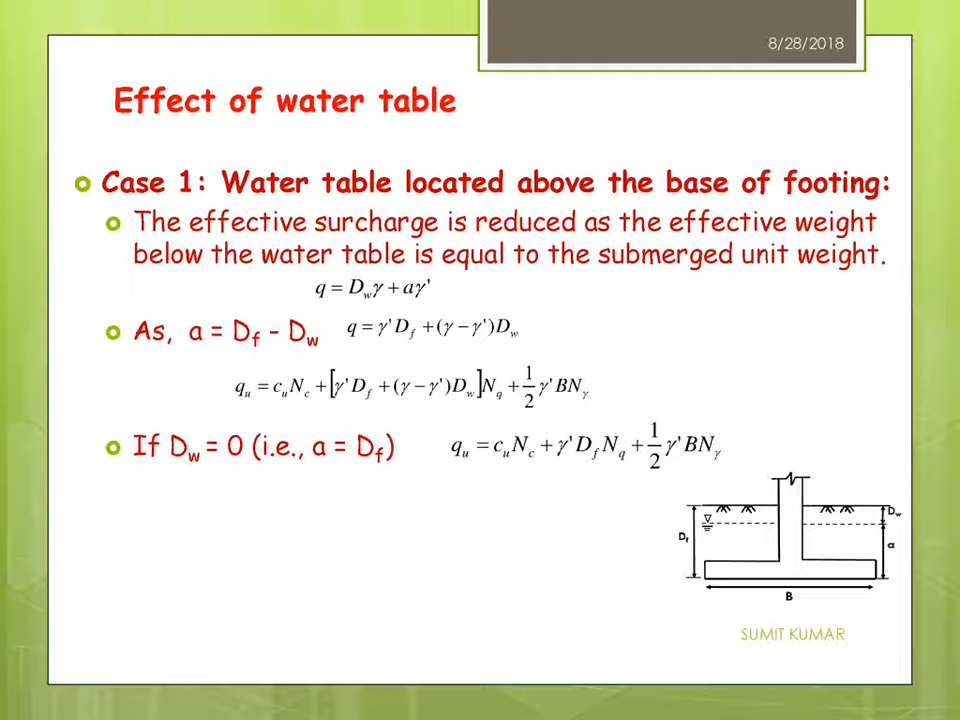 8/28/2018
Effect of water table
Case 1: Water table located above the base of footing:
The effective surcharge is reduced as the effective weight
below the water table is equal to the submerged unit weight.
q = D_wγ + aγ'
As, a = D_f - D_w q = γ'D_f + (γ − γ')D_w
q_u = c_uN_c + [γ'D_f + (γ − γ')D_w]N_q + 1/2 γ'BN_γ
If D_w = 0 (i.e., a = D_f) q_u = c_uN_c + γ'D_fN_q + 1/2 γ'BN_γ
D_w
D_f
a
B
SUMIT KUMAR